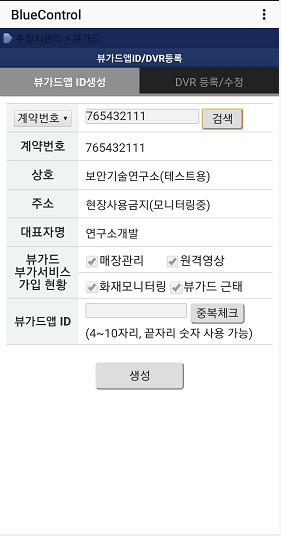 BlueControl
주장치관리 > 뷰가드
뷰가드앱ID/DVR등록
뷰가드앱 ID생성 DVR 등록/수정
계약번호 765432111 검색
계약번호 765432111
상호 보안기술연구소(테스트용)
주소 현장사용금지(모니터링중)
대표자명 연구소개발
뷰가드
부가서비스
가입 현황
매장관리 원격영상
화재모니터링 뷰가드 근태
뷰가드앱 ID 중복체크
(4~10자리, 끝자리 숫자 사용 가능)
생성